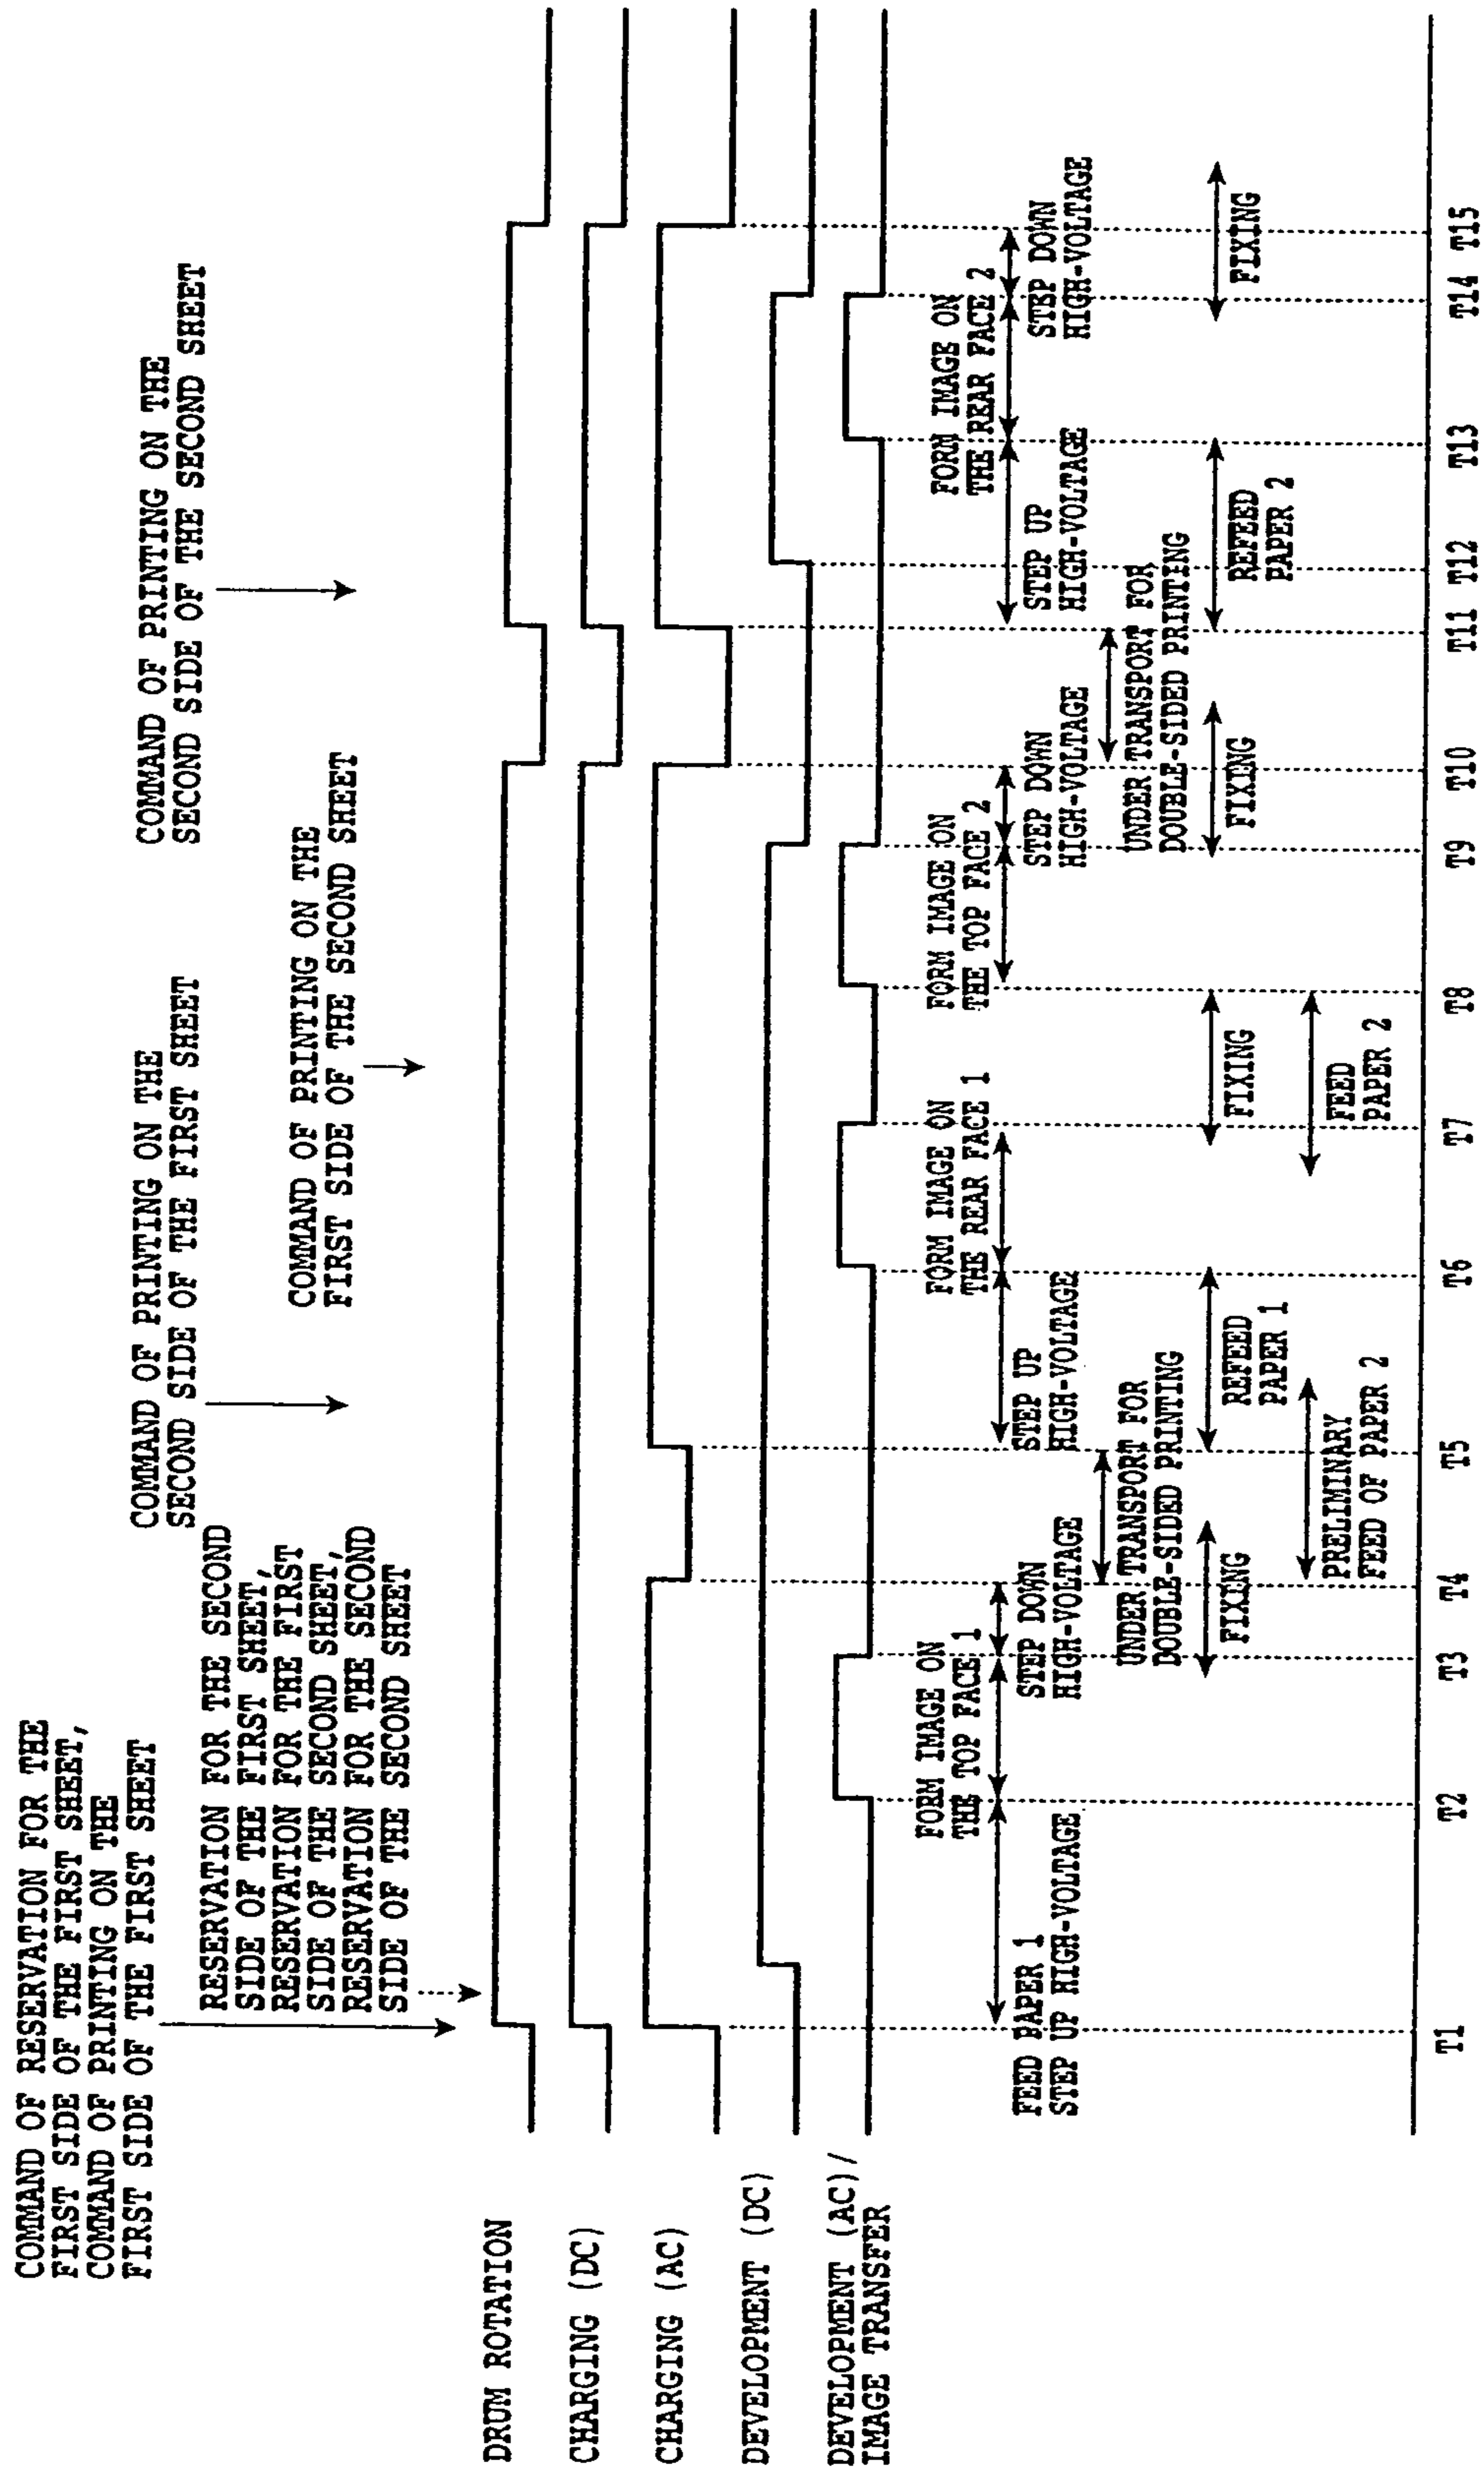 COMMAND OF RESERVATION FOR THE
FIRST SIDE OF THE FIRST SHEET,
COMMAND OF PRINTING ON THE
FIRST SIDE OF THE FIRST SHEET
RESERVATION FOR THE SECOND
SIDE OF THE FIRST SHEET,
RESERVATION FOR THE FIRST
SIDE OF THE SECOND SHEET,
RESERVATION FOR THE SECOND
SIDE OF THE SECOND SHEET
COMMAND OF PRINTING ON THE
SECOND SIDE OF THE FIRST SHEET
COMMAND OF PRINTING ON THE
FIRST SIDE OF THE SECOND SHEET
COMMAND OF PRINTING ON THE
SECOND SIDE OF THE SECOND SHEET
DRUM ROTATION
CHARGING (DC)
CHARGING (AC)
DEVELOPMENT (DC)
DEVELOPMENT (AC)/
IMAGE TRANSFER
FEED PAPER 1
STEP UP HIGH-VOLTAGE
FORM IMAGE ON
THE TOP FACE 1
STEP DOWN
HIGH-VOLTAGE
UNDER TRANSPORT FOR
DOUBLE-SIDED PRINTING
FIXING
PRELIMINARY
FEED OF PAPER 2
STEP UP
HIGH-VOLTAGE
REFEED
PAPER 1
FORM IMAGE ON
THE REAR FACE 1
FIXING
FEED
PAPER 2
FORM IMAGE ON
THE TOP FACE 2
STEP DOWN
HIGH-VOLTAGE
UNDER TRANSPORT FOR
DOUBLE-SIDED PRINTING
FIXING
STEP UP
HIGH-VOLTAGE
REFEED
PAPER 2
FORM IMAGE ON
THE REAR FACE 2
STEP DOWN
HIGH-VOLTAGE
FIXING
T1 T2 T3 T4 T5 T6 T7 T8 T9 T10 T11 T12 T13 T14 T15